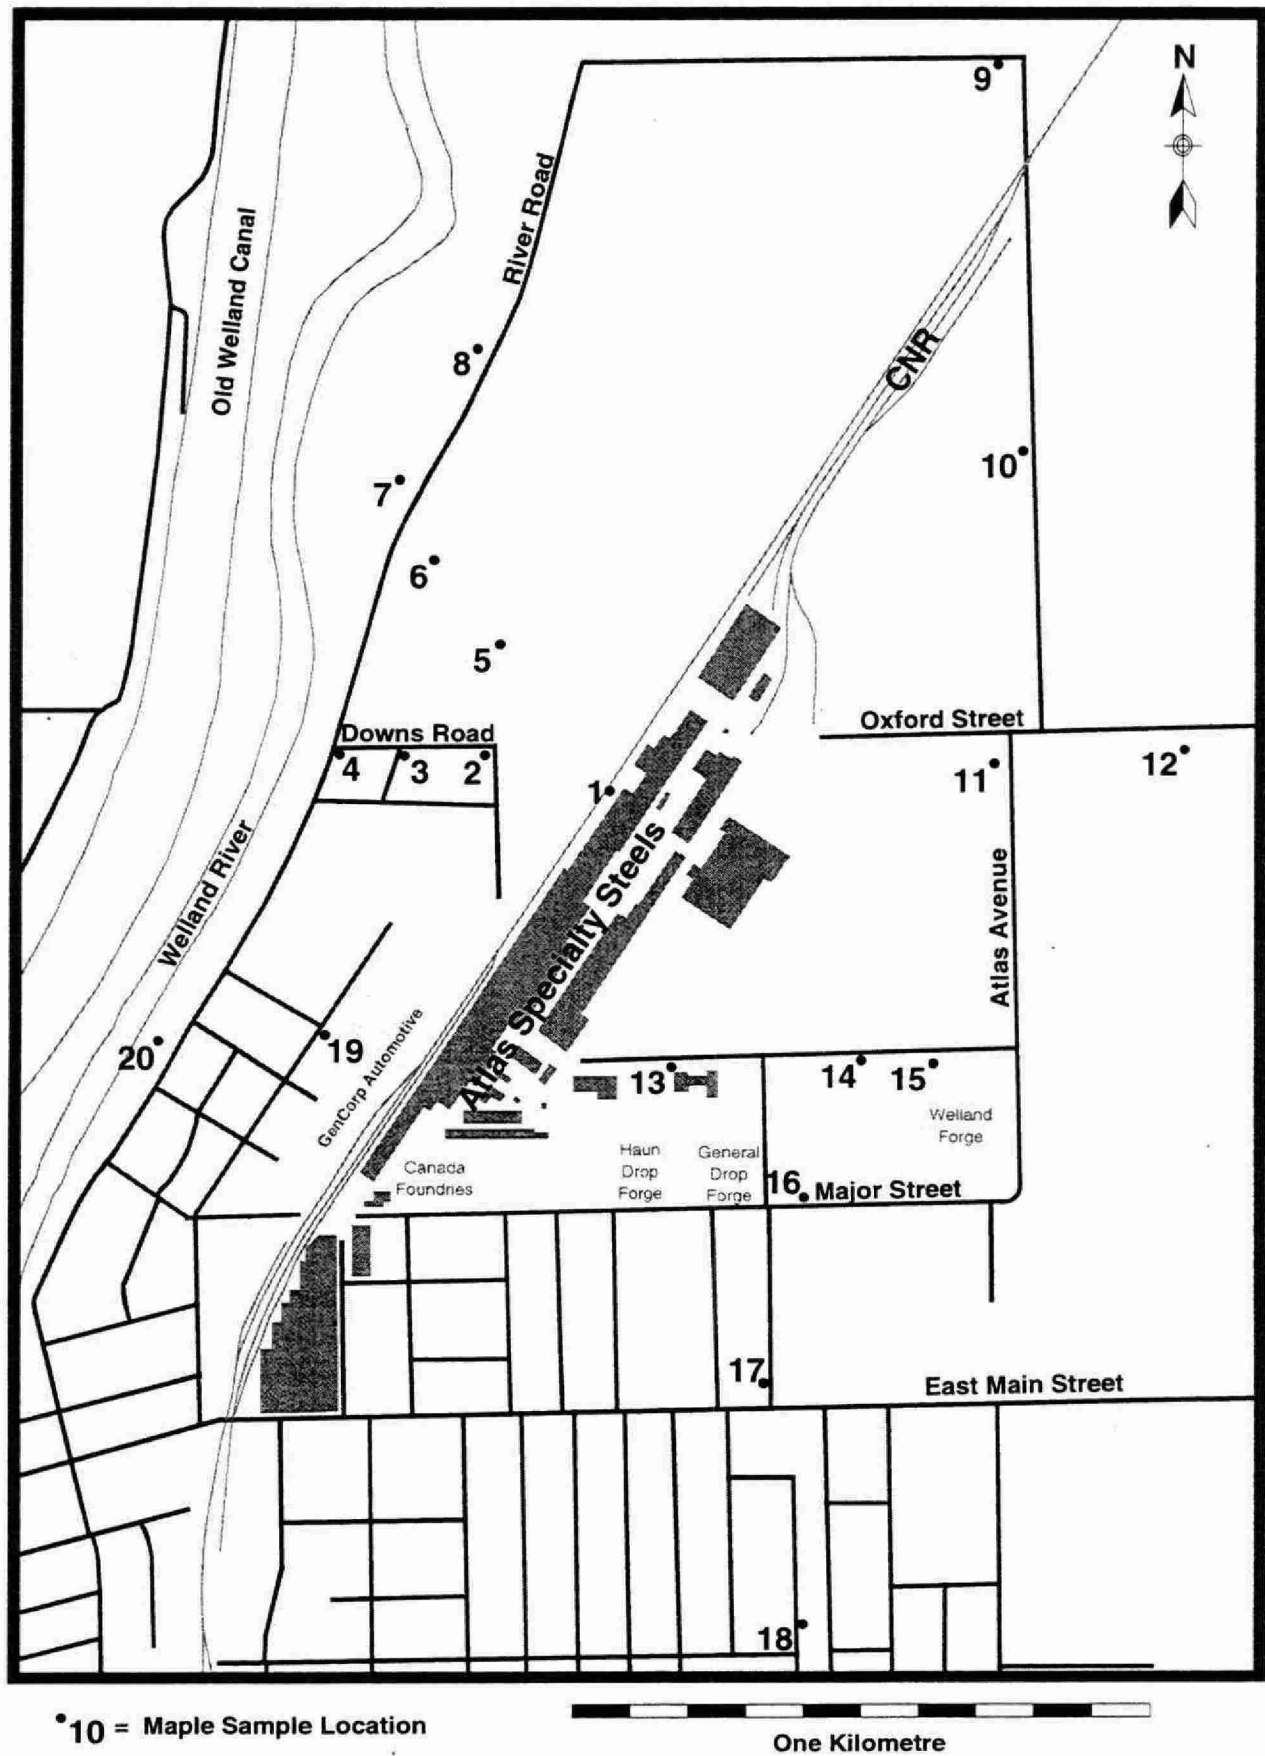 9
N
River Road
Old Welland Canal
8
CNR
7
10
6
5
Downs Road
Oxford Street
4
3
2
1
11
12
Welland River
Atlas Specialty Steels
Atlas Avenue
20
19
GenCorp Automotive
13
14
15
Welland
Forge
Canada
Foundries
Haun
Drop
Forge
General
Drop
Forge
16
Major Street
17
East Main Street
18
10 = Maple Sample Location
One Kilometre